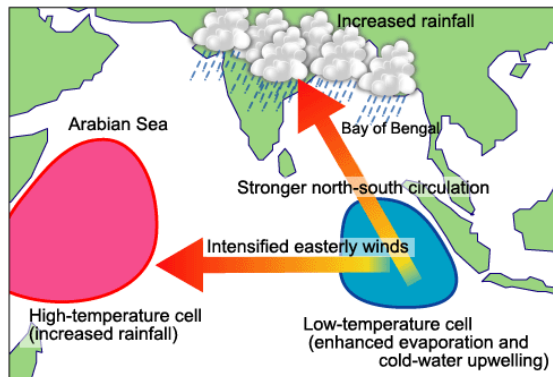 Increased rainfall
Arabian Sea
Bay of Bengal
Stronger north-south circulation
Intensified easterly winds
High-temperature cell
(increased rainfall)
Low-temperature cell
(enhanced evaporation and
cold-water upwelling)